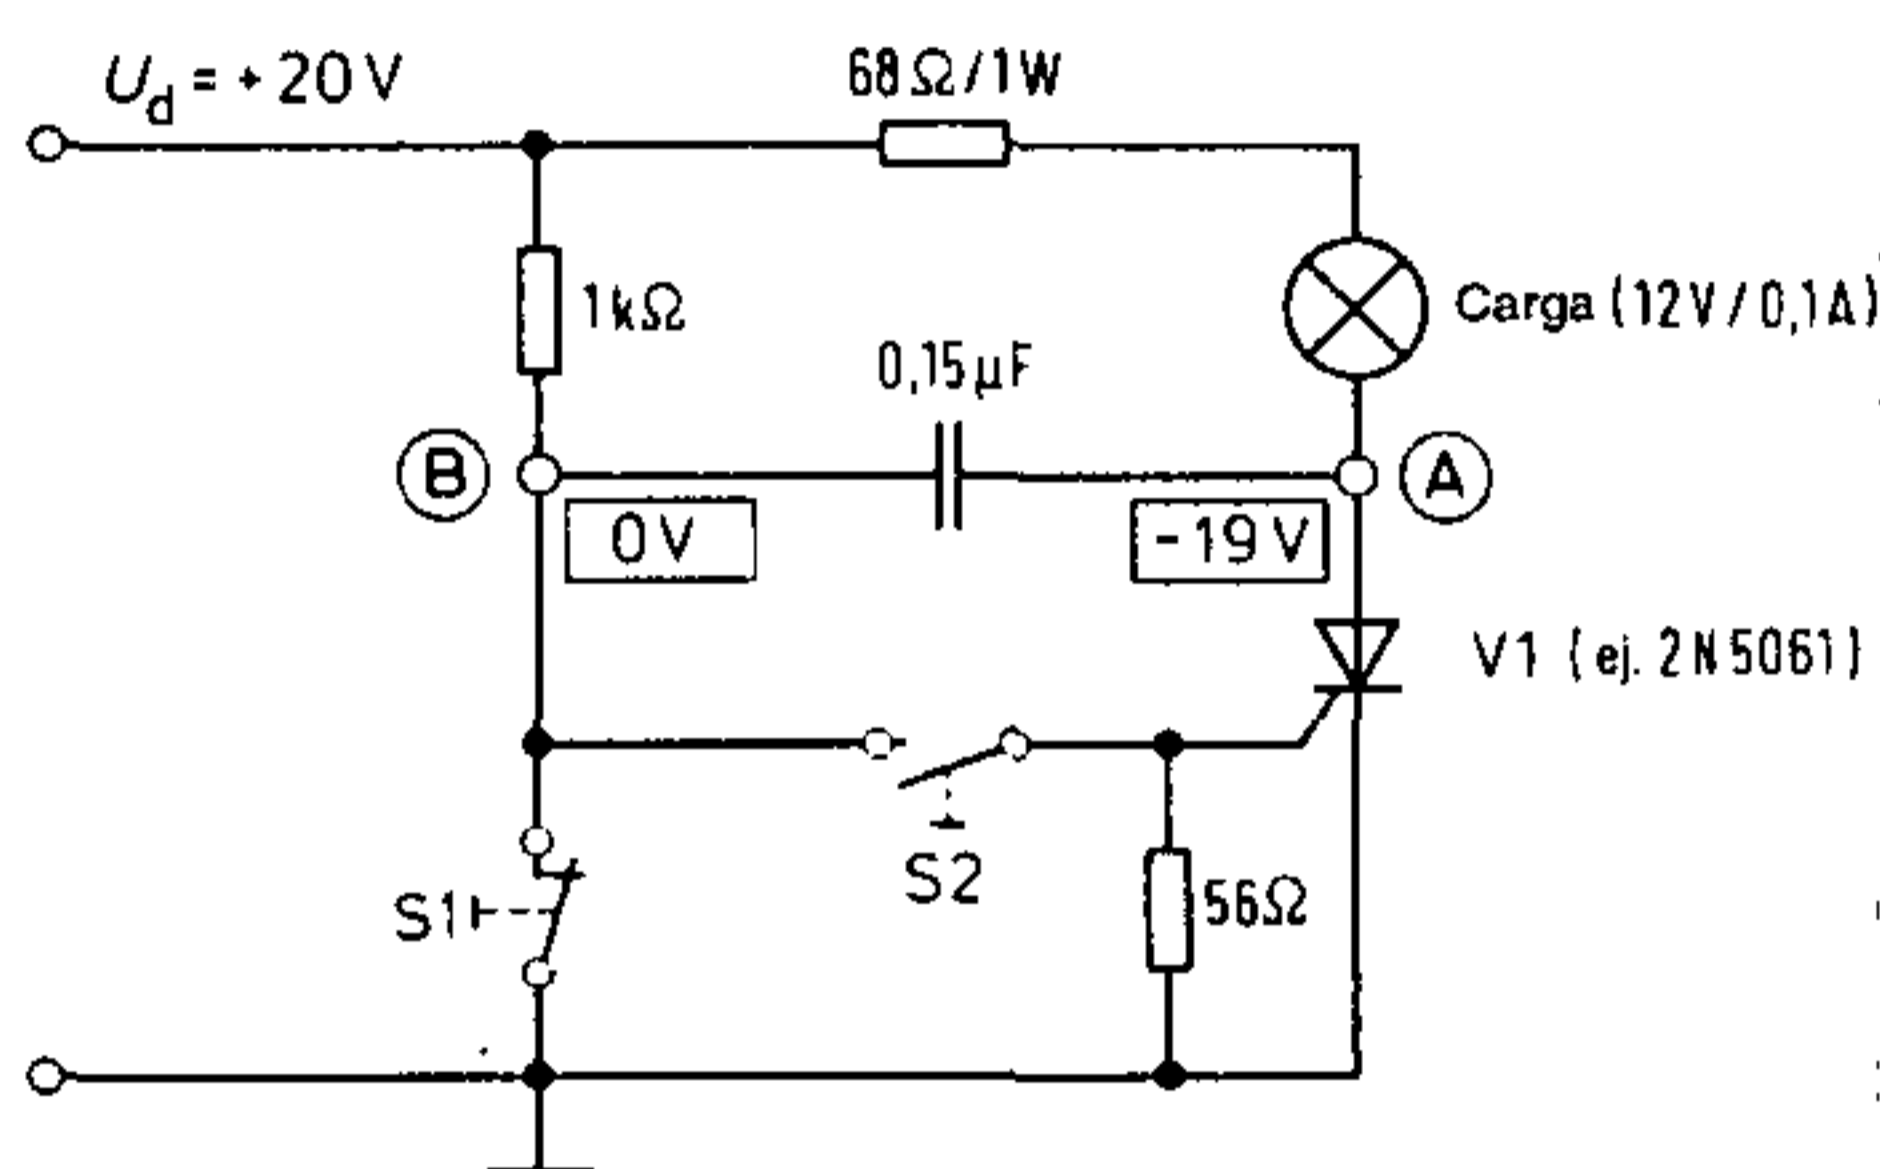 U_d = +20V
68Ω/1W
1kΩ
Carga (12V/0,1A)
0,15µF
B
A
0V
-19V
V1 (ej. 2N5061)
S2
S1
56Ω